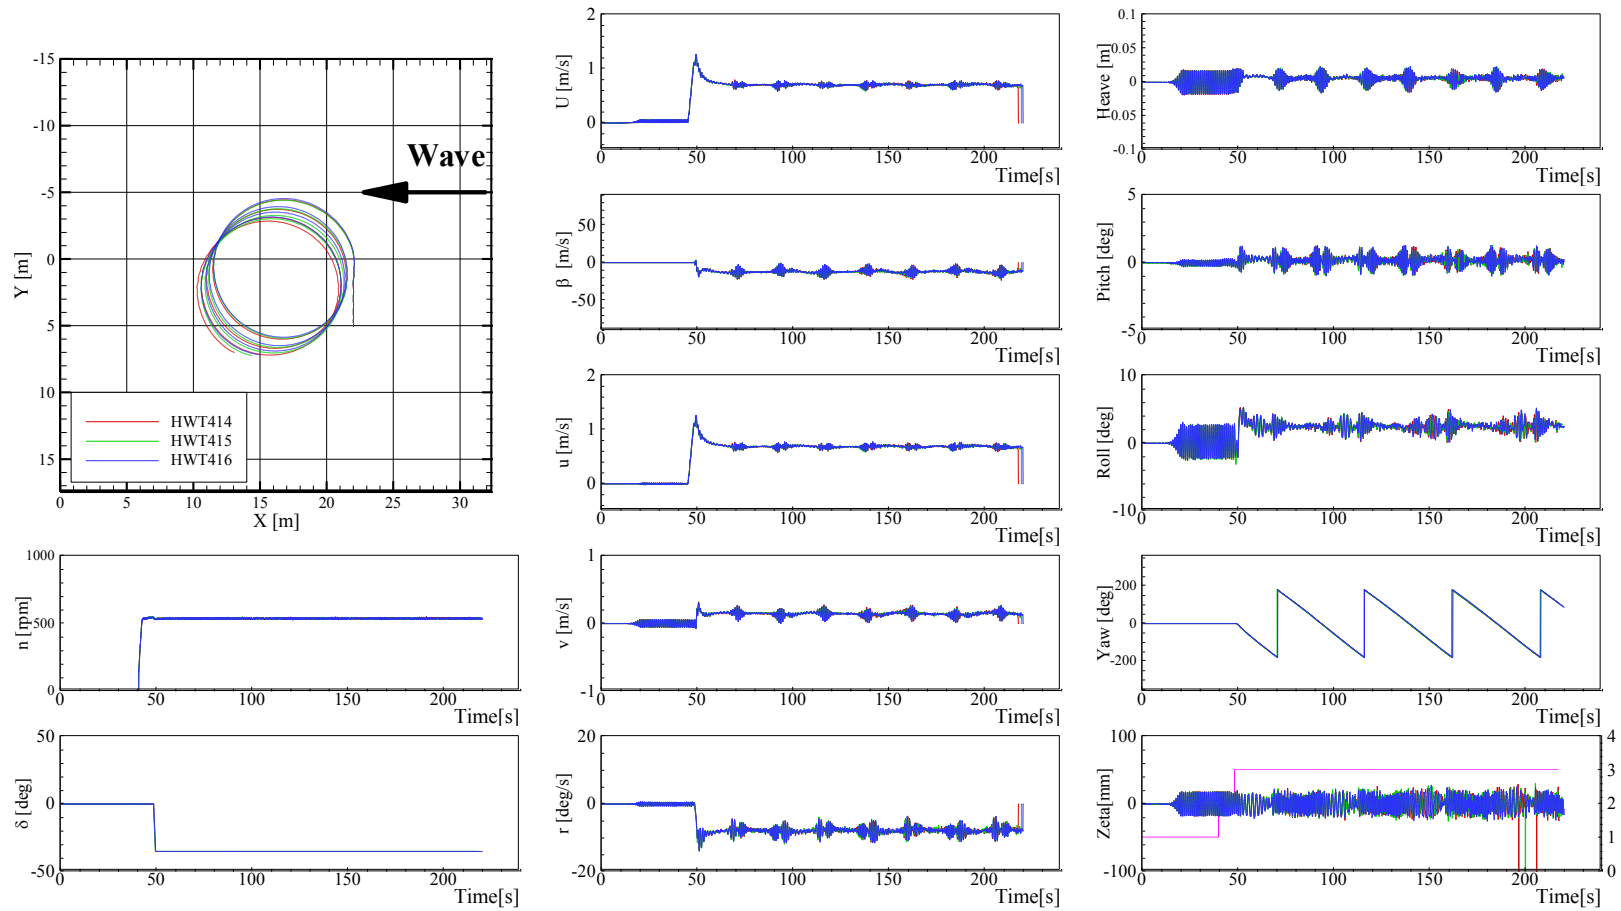 -15
-10
-5
0
5
10
15
Y [m]
0 5 10 15 20 25 30
X [m]
Wave
HWT414
HWT415
HWT416
1000
500
0
n [rpm]
0 50 100 150 200
Time[s]
50
0
-50
δ [deg]
0 50 100 150 200
Time[s]
2
1
0
U [m/s]
0 50 100 150 200
Time[s]
50
0
-50
β [m/s]
0 50 100 150 200
Time[s]
2
1
0
u [m/s]
0 50 100 150 200
Time[s]
1
0
-1
v [m/s]
0 50 100 150 200
Time[s]
20
0
-20
r [deg/s]
0 50 100 150 200
Time[s]
0.1
0.05
0
-0.05
-0.1
Heave [m]
0 50 100 150 200
Time[s]
5
0
-5
Pitch [deg]
0 50 100 150 200
Time[s]
10
0
-10
Roll [deg]
0 50 100 150 200
Time[s]
200
0
-200
Yaw [deg]
0 50 100 150 200
Time[s]
100
0
-100
Zeta[mm]
4
3
2
1
0
0 50 100 150 200
Time[s]